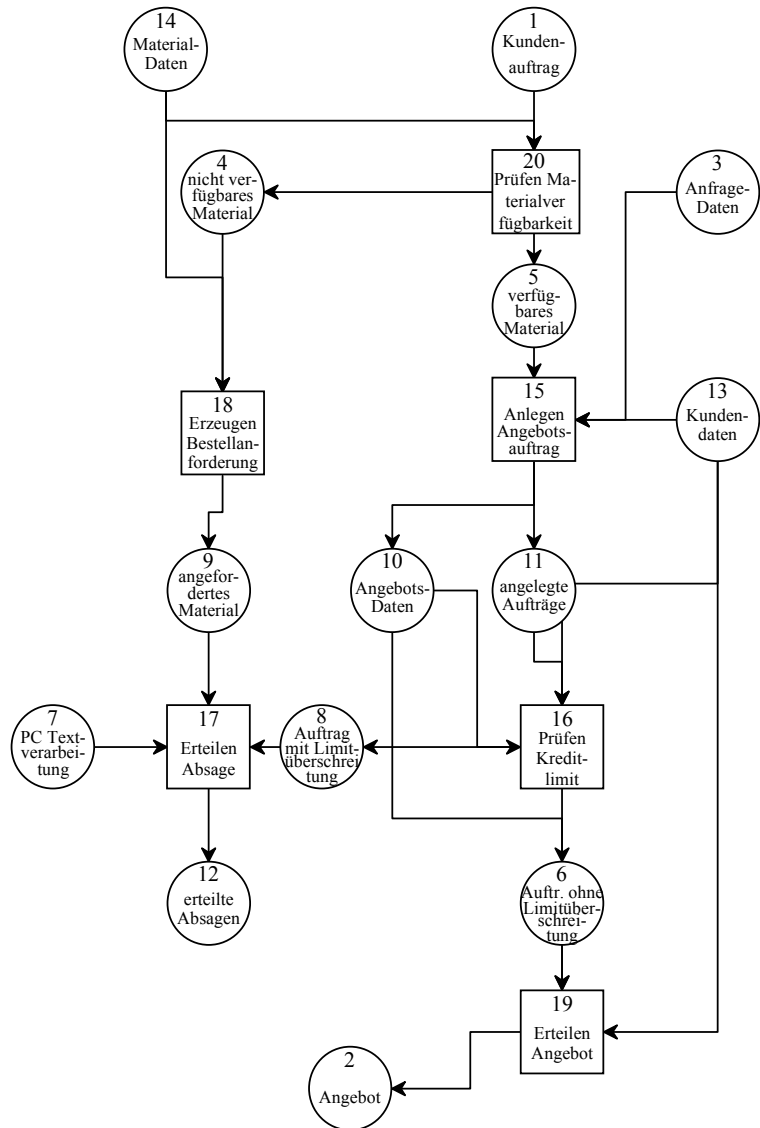 14
Material-
Daten
1
Kunden-
auftrag
4
nicht ver-
fügbares
Material
20
Prüfen Ma-
terialver
fügbarkeit
3
Anfrage-
Daten
5
verfüg-
bares
Material
18
Erzeugen
Bestellan-
forderung
15
Anlegen
Angebots-
auftrag
13
Kunden-
daten
9
angefor-
dertes
Material
10
Angebots-
Daten
11
angelegte
Aufträge
7
PC Text-
verarbei-
tung
17
Erteilen
Absage
8
Auftrag
mit Limit-
überschrei
tung
16
Prüfen
Kredit-
limit
12
erteilte
Absagen
6
Auftr. ohne
Limitüber-
schrei-
tung
19
Erteilen
Angebot
2
Angebot